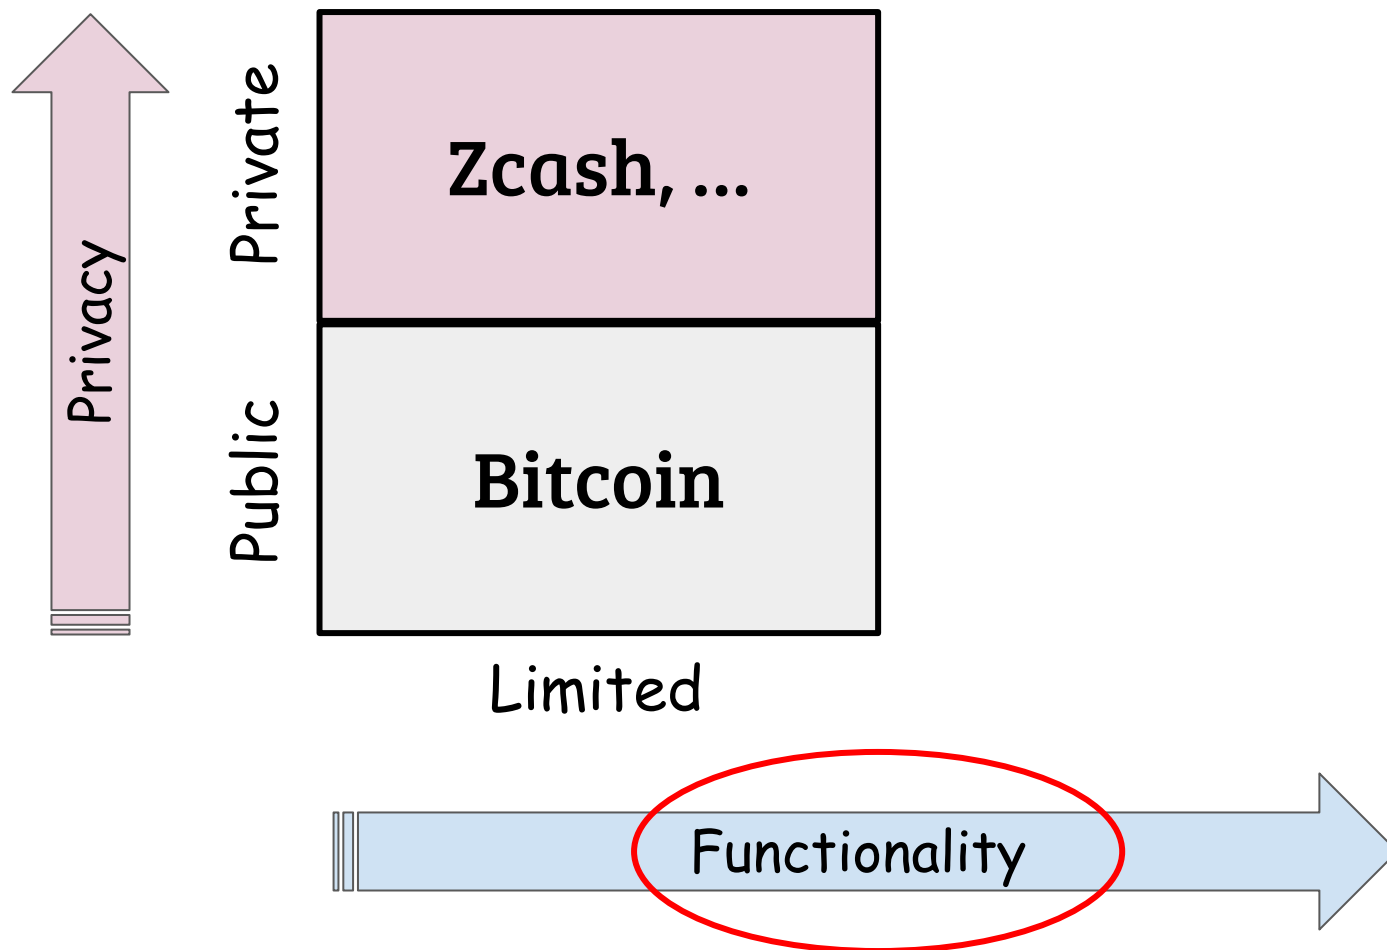 Privacy
Private
Zcash, ...
Public
Bitcoin
Limited
Functionality